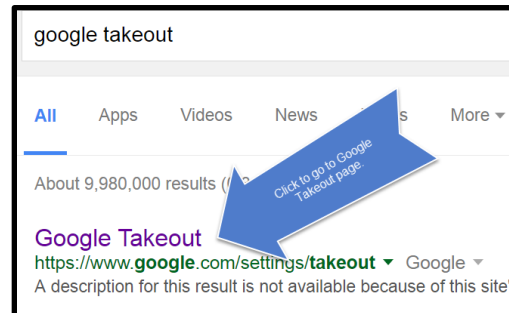 google takeout
All Apps Videos News More
About 9,980,000 results (
Click to go to Google
Takeout page.
Google Takeout
https://www.google.com/settings/takeout Google
A description for this result is not available because of this site'